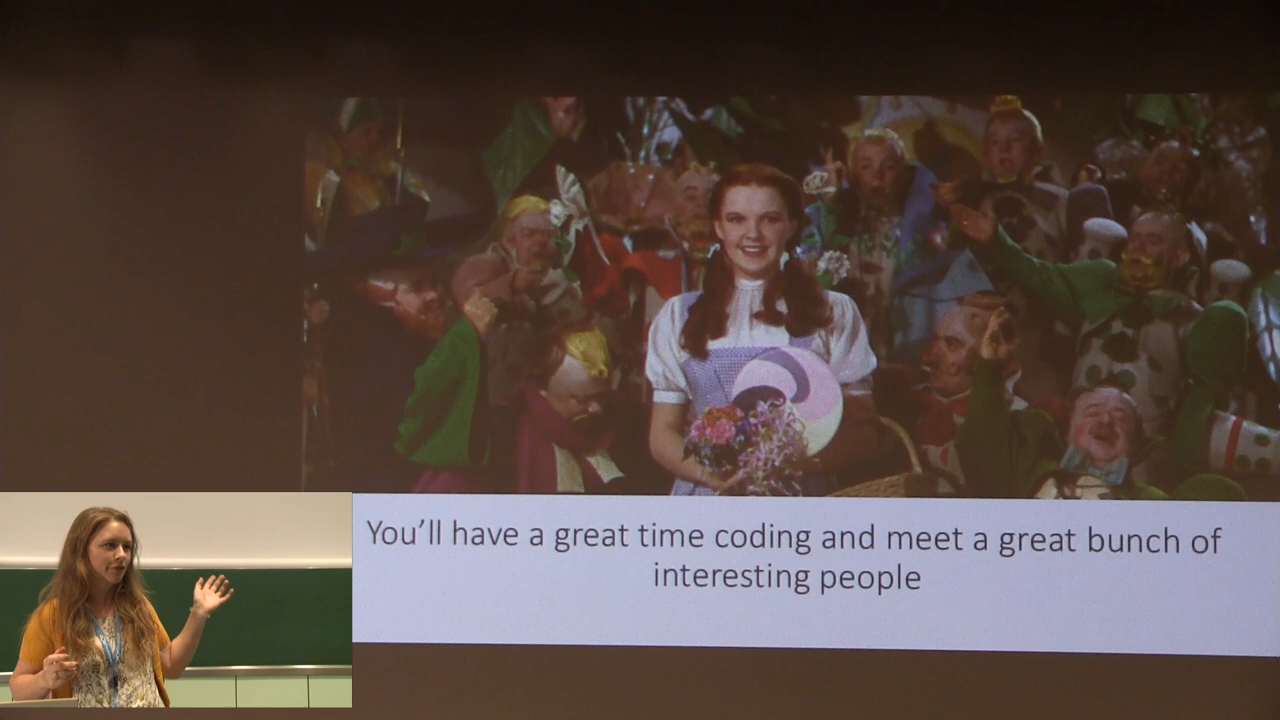 You’ll have a great time coding and meet a great bunch of
interesting people